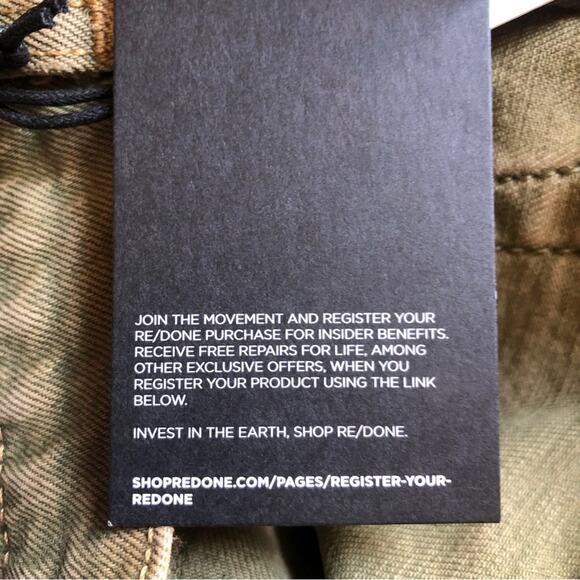 JOIN THE MOVEMENT AND REGISTER YOUR
RE/DONE PURCHASE FOR INSIDER BENEFITS.
RECEIVE FREE REPAIRS FOR LIFE, AMONG
OTHER EXCLUSIVE OFFERS, WHEN YOU
REGISTER YOUR PRODUCT USING THE LINK
BELOW.
INVEST IN THE EARTH, SHOP RE/DONE.
SHOPREDONE.COM/PAGES/REGISTER-YOUR-
REDONE